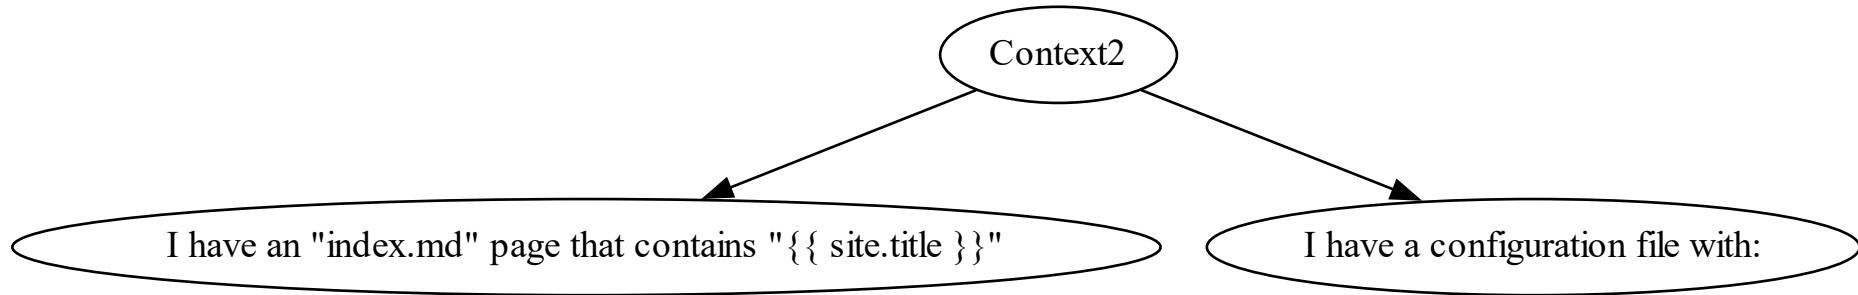 Context2
I have an "index.md" page that contains "{{ site.title }}"
I have a configuration file with: